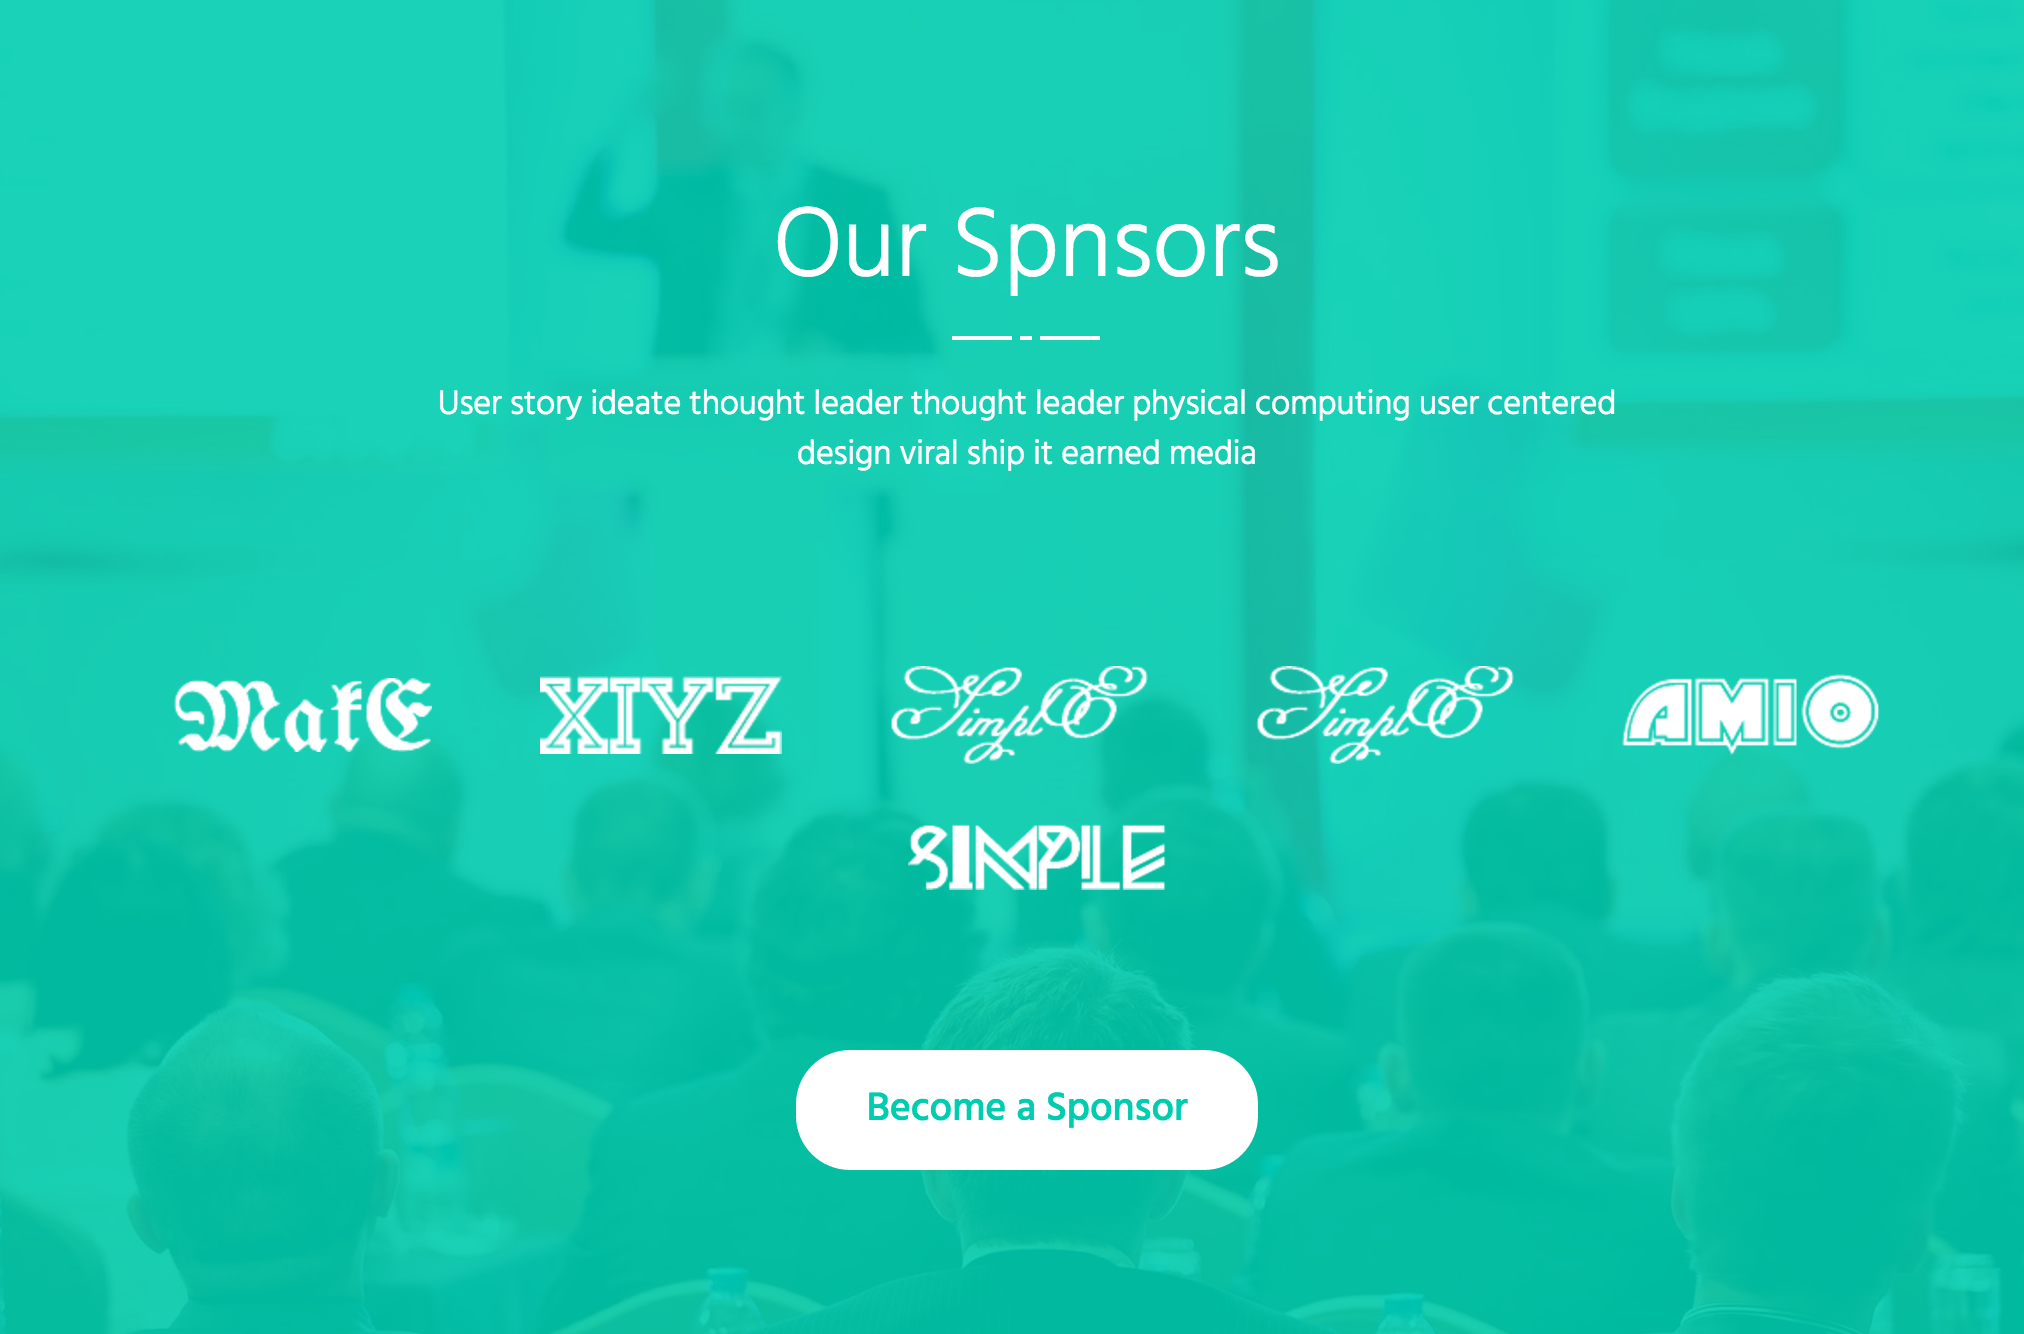 Our Spnsors
User story ideate thought leader thought leader physical computing user centered
design viral ship it earned media
MakE XIYZ SimplE SimplE AMIO
SIMPLE
Become a Sponsor